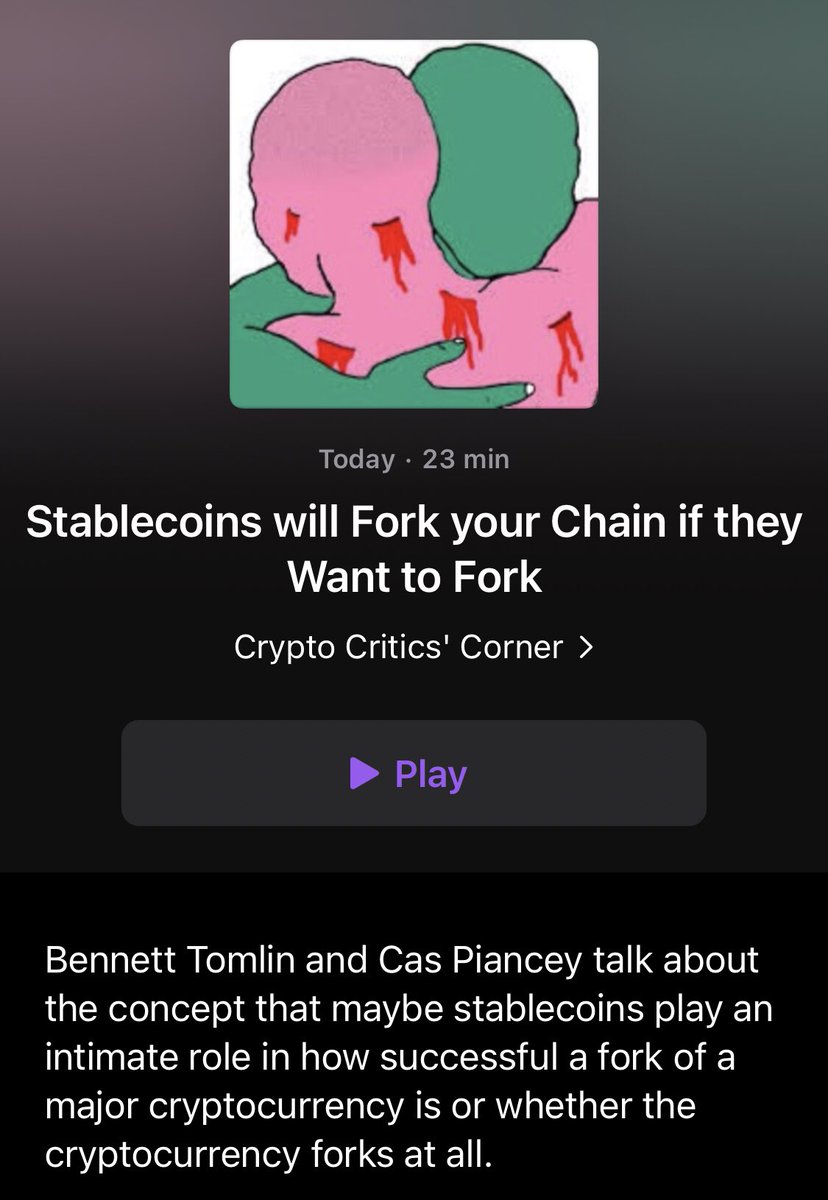 Today · 23 min
Stablecoins will Fork your Chain if they
Want to Fork
Crypto Critics' Corner
Play
Bennett Tomlin and Cas Piancey talk about
the concept that maybe stablecoins play an
intimate role in how successful a fork of a
major cryptocurrency is or whether the
cryptocurrency forks at all.